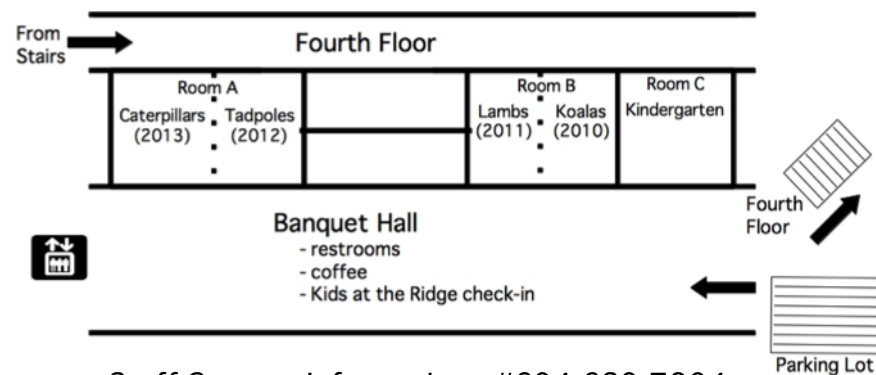 From
Stairs
Fourth Floor
Room A
Caterpillars
(2013)
Tadpoles
(2012)
Room B
Lambs
(2011)
Koalas
(2010)
Room C
Kindergarten
Fourth
Floor
Banquet Hall
- restrooms
- coffee
- Kids at the Ridge check-in
Parking Lot